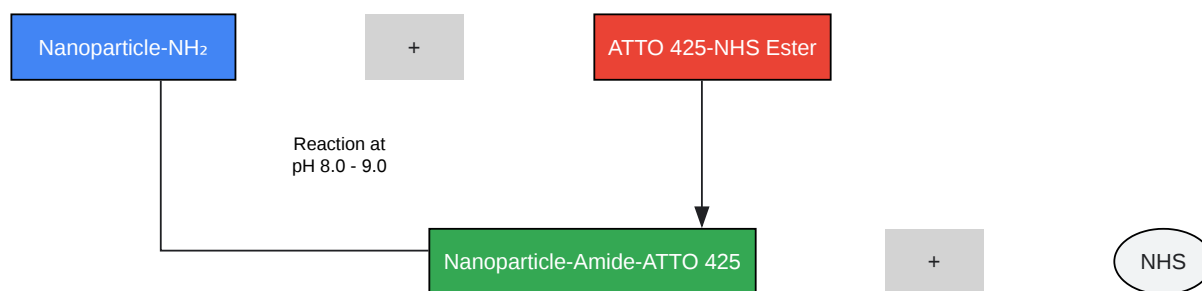 Nanoparticle-NH₂
+
ATTO 425-NHS Ester
Reaction at
pH 8.0 - 9.0
Nanoparticle-Amide-ATTO 425
+
NHS